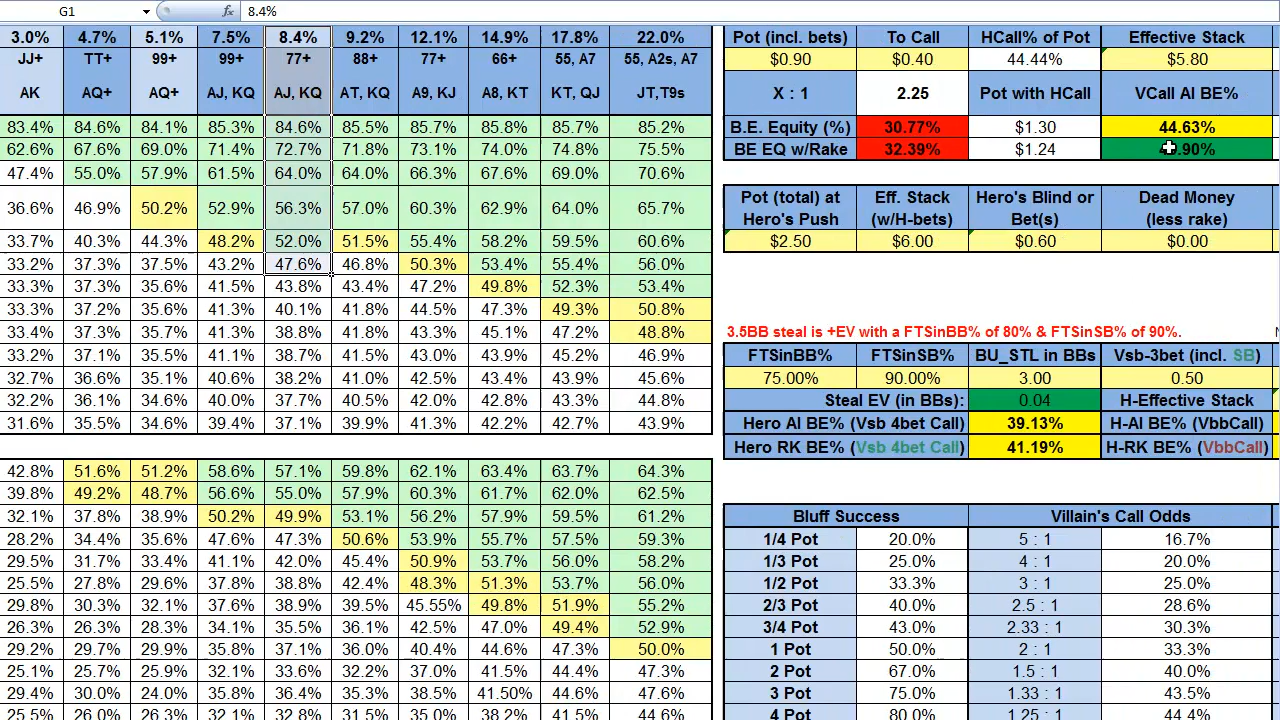 G1 fx 8.4%
3.0% 4.7% 5.1% 7.5% 8.4% 9.2% 12.1% 14.9% 17.8% 22.0%
JJ+ TT+ 99+ 99+ 77+ 88+ 77+ 66+ 55, A7 55, A2s, A7
AK AQ+ AQ+ AJ, KQ AJ, KQ AT, KQ A9, KJ A8, KT KT, QJ JT,T9s
83.4% 84.6% 84.1% 85.3% 84.6% 85.5% 85.7% 85.8% 85.7% 85.2%
62.6% 67.6% 69.0% 71.4% 72.7% 71.8% 73.1% 74.0% 74.8% 75.5%
47.4% 55.0% 57.9% 61.5% 64.0% 64.0% 66.3% 67.6% 69.0% 70.6%
36.6% 46.9% 50.2% 52.9% 56.3% 57.0% 60.3% 62.9% 64.0% 65.7%
33.7% 40.3% 44.3% 48.2% 52.0% 51.5% 55.4% 58.2% 59.5% 60.6%
33.2% 37.3% 37.5% 43.2% 47.6% 46.8% 50.3% 53.4% 55.4% 56.0%
33.3% 37.3% 35.6% 41.5% 43.8% 43.4% 47.2% 49.8% 52.3% 53.4%
33.3% 37.2% 35.6% 41.5% 40.1% 41.8% 44.5% 47.3% 49.3% 50.8%
33.4% 37.3% 35.7% 41.3% 38.8% 41.8% 43.3% 45.1% 47.2% 48.8%
33.2% 37.1% 35.5% 41.1% 38.7% 41.5% 43.0% 43.9% 45.2% 46.9%
32.7% 36.6% 35.1% 40.6% 38.2% 41.0% 42.5% 43.4% 43.9% 45.6%
32.2% 36.1% 34.6% 40.0% 37.7% 40.5% 42.0% 42.8% 43.3% 44.8%
31.6% 35.5% 34.6% 39.4% 37.1% 39.9% 41.3% 42.2% 42.7% 43.9%
42.8% 51.6% 51.2% 58.6% 57.1% 59.8% 62.1% 63.4% 63.7% 64.3%
39.8% 49.2% 48.7% 56.6% 55.0% 57.9% 60.3% 61.7% 62.0% 62.5%
32.1% 37.8% 38.9% 50.2% 49.9% 53.1% 56.2% 57.9% 59.5% 61.2%
28.2% 34.4% 35.6% 47.6% 47.3% 50.6% 53.9% 55.7% 57.5% 59.3%
29.5% 31.7% 33.4% 41.1% 42.0% 45.4% 50.9% 53.7% 56.0% 58.2%
25.5% 27.8% 29.6% 37.8% 38.8% 42.4% 48.3% 51.3% 53.7% 56.0%
29.8% 30.3% 32.1% 37.6% 38.9% 39.5% 45.55% 49.8% 51.9% 55.2%
26.3% 26.3% 28.3% 34.1% 35.5% 36.1% 42.5% 47.0% 49.4% 52.9%
29.2% 29.7% 29.9% 35.8% 37.1% 36.0% 40.4% 44.6% 47.3% 50.0%
25.1% 25.7% 25.9% 32.1% 33.6% 32.2% 37.0% 41.5% 44.4% 47.3%
29.4% 30.0% 24.0% 35.8% 36.4% 35.3% 38.5% 41.50% 44.6% 47.6%
25.5% 26.0% 26.3% 32.1% 32.8% 31.5% 35.0% 38.2% 41.5% 44.6%
Pot (incl. bets) To Call HCall% of Pot Effective Stack
$0.90 $0.40 44.44% $5.80
X : 1 2.25 Pot with HCall VCall AI BE%
B.E. Equity (%) 30.77% $1.30 44.63%
BE EQ w/Rake 32.39% $1.24
Pot (total) at Hero's Push Eff. Stack (w/H-bets) Hero's Blind or Bet(s) Dead Money (less rake)
$2.50 $6.00 $0.60 $0.00
3.5BB steal is +EV with a FTSinBB% of 80% & FTSinSB% of 90%.
FTSinBB% FTSinSB% BU_STL in BBs Vsb-3bet (incl. SB)
75.00% 90.00% 3.00 0.50
Steal EV (in BBs): 0.04 H-Effective Stack
Hero AI BE% (Vsb 4bet Call) 39.13% H-AI BE% (VbbCall)
Hero RK BE% (Vsb 4bet Call) 41.19% H-RK BE% (VbbCall)
Bluff Success Villain's Call Odds
1/4 Pot 20.0% 5 : 1 16.7%
1/3 Pot 25.0% 4 : 1 20.0%
1/2 Pot 33.3% 3 : 1 25.0%
2/3 Pot 40.0% 2.5 : 1 28.6%
3/4 Pot 43.0% 2.33 : 1 30.3%
1 Pot 50.0% 2 : 1 33.3%
2 Pot 67.0% 1.5 : 1 40.0%
3 Pot 75.0% 1.33 : 1 43.5%
4 Pot 80.0% 1.25 : 1 44.4%